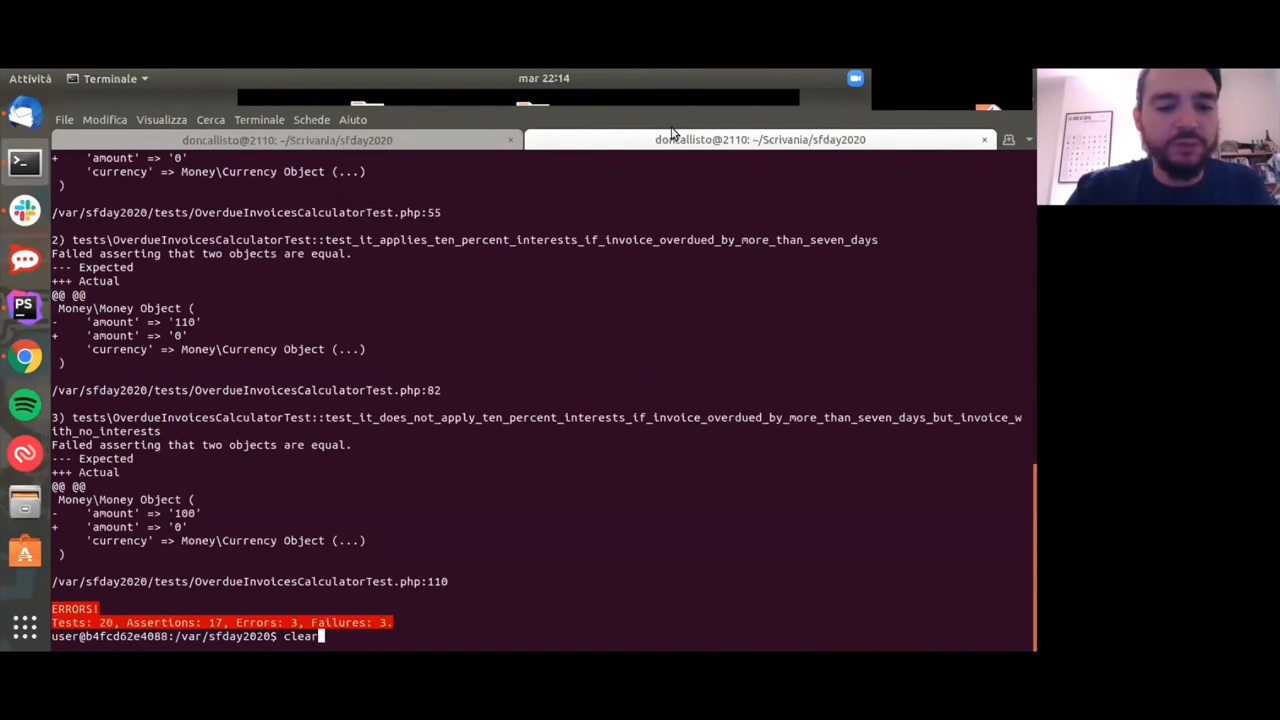 Attività
Terminale
mar 22:14
File Modifica Visualizza Cerca Terminale Schede Aiuto
doncallisto@2110: ~/Scrivania/sfday2020 × doncallisto@2110: ~/Scrivania/sfday2020 ×
+ 'amount' => '0'
'currency' => Money\Currency Object (...)
)
/var/sfday2020/tests/OverdueInvoicesCalculatorTest.php:55
2) tests\OverdueInvoicesCalculatorTest::test_it_applies_ten_percent_interests_if_invoice_overdued_by_more_than_seven_days
Failed asserting that two objects are equal.
--- Expected
+++ Actual
@@ @@
Money\Money Object (
- 'amount' => '110'
+ 'amount' => '0'
'currency' => Money\Currency Object (...)
)
/var/sfday2020/tests/OverdueInvoicesCalculatorTest.php:82
3) tests\OverdueInvoicesCalculatorTest::test_it_does_not_apply_ten_percent_interests_if_invoice_overdued_by_more_than_seven_days_but_invoice_w
ith_no_interests
Failed asserting that two objects are equal.
--- Expected
+++ Actual
@@ @@
Money\Money Object (
- 'amount' => '100'
+ 'amount' => '0'
'currency' => Money\Currency Object (...)
)
/var/sfday2020/tests/OverdueInvoicesCalculatorTest.php:110
ERRORS!
Tests: 20, Assertions: 17, Errors: 3, Failures: 3.
user@b4fcd62e4088:/var/sfday2020$ clear
PS